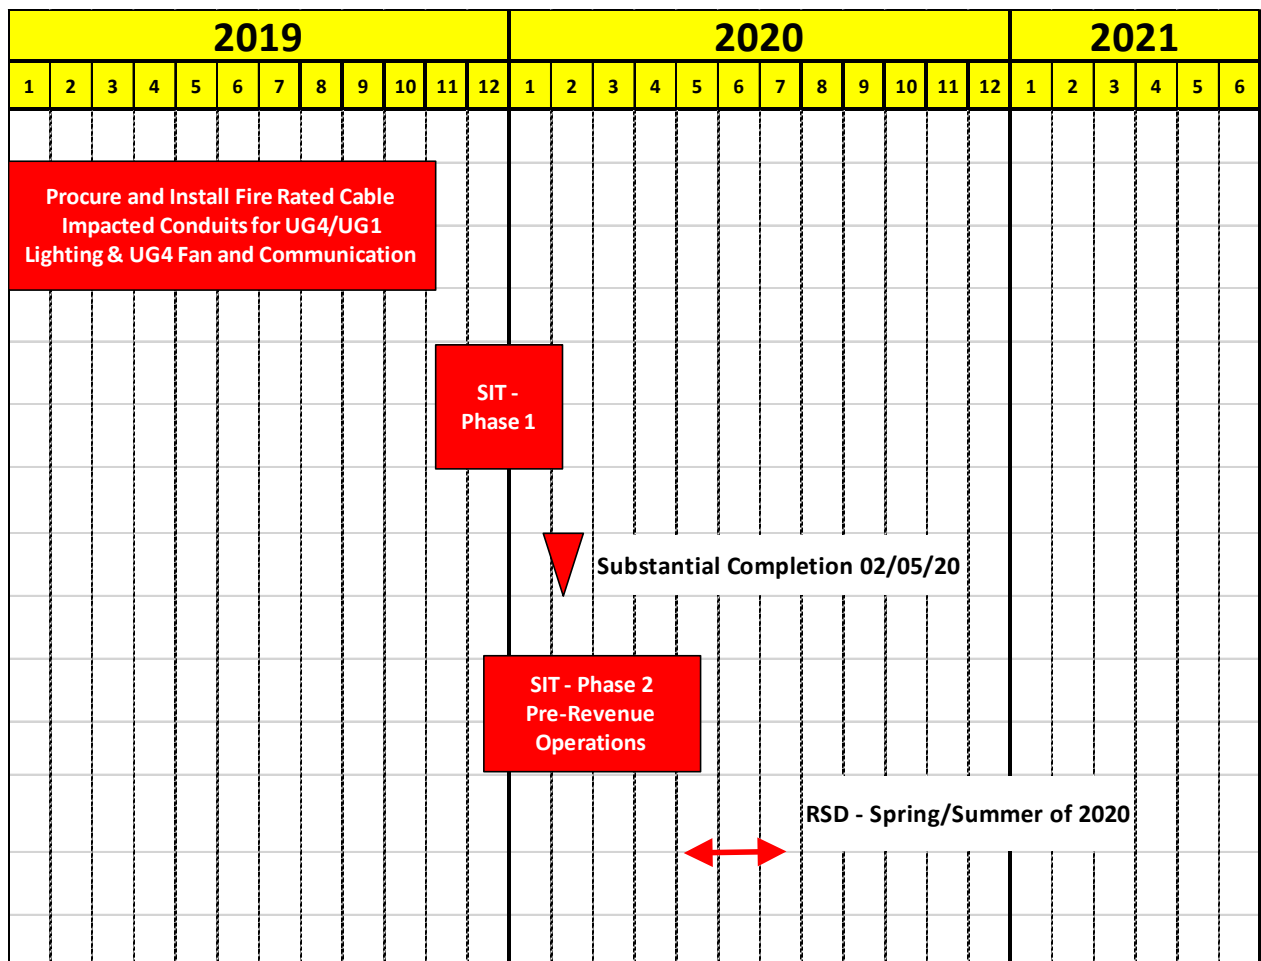 2019 2020 2021
1 2 3 4 5 6 7 8 9 10 11 12 1 2 3 4 5 6 7 8 9 10 11 12 1 2 3 4 5 6
Procure and Install Fire Rated Cable
Impacted Conduits for UG4/UG1
Lighting & UG4 Fan and Communication
SIT -
Phase 1
Substantial Completion 02/05/20
SIT - Phase 2
Pre-Revenue
Operations
RSD - Spring/Summer of 2020